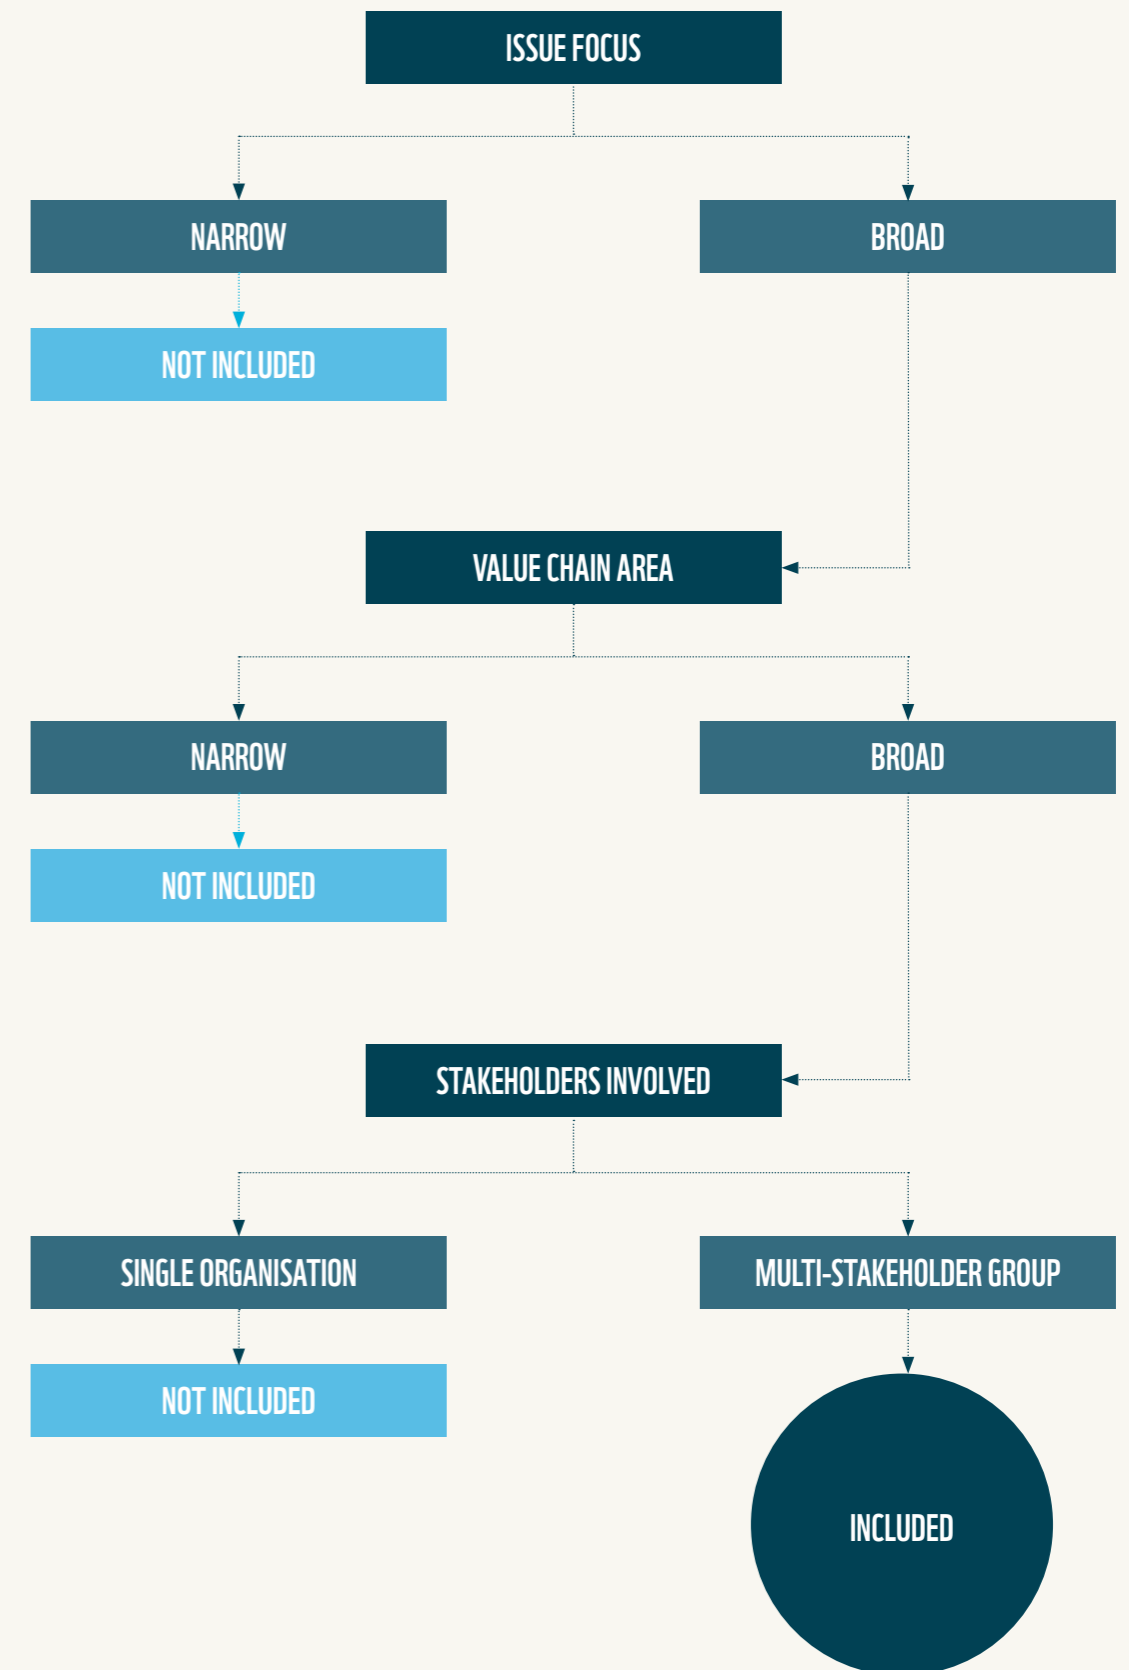 ISSUE FOCUS
NARROW
BROAD
NOT INCLUDED
VALUE CHAIN AREA
NARROW
BROAD
NOT INCLUDED
STAKEHOLDERS INVOLVED
SINGLE ORGANISATION
MULTI-STAKEHOLDER GROUP
NOT INCLUDED
INCLUDED